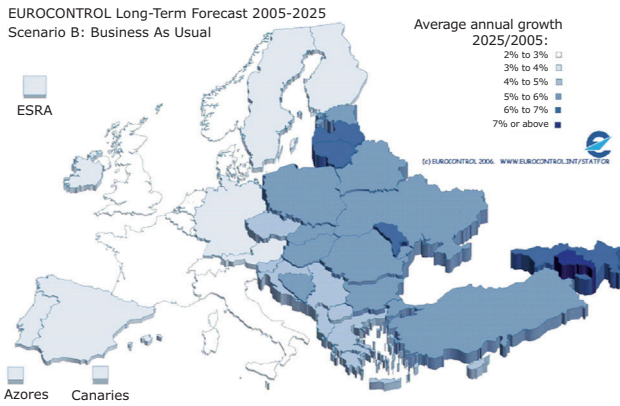 EUROCONTROL Long-Term Forecast 2005-2025
Scenario B: Business As Usual
Average annual growth
2025/2005:
2% to 3%
3% to 4%
4% to 5%
5% to 6%
6% to 7%
7% or above
ESRA
(c) EUROCONTROL 2006. WWW.EUROCONTROL.INT/STATFOR
Azores
Canaries